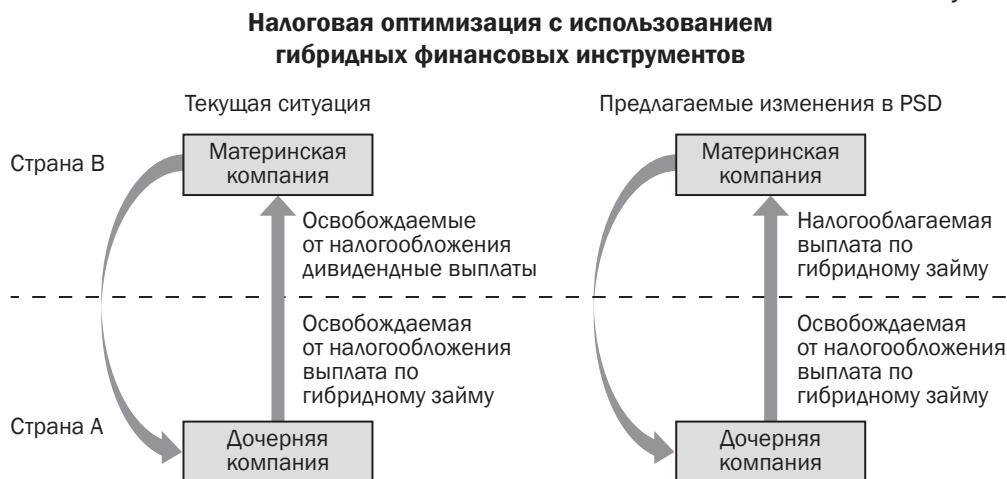 Налоговая оптимизация с использованием
гибридных финансовых инструментов
Текущая ситуация
Предлагаемые изменения в PSD
Страна В
Материнская
компания
Материнская
компания
Освобождаемые
от налогообложения
дивидендные выплаты
Налогооблагаемая
выплата по
гибридному займу
Освобождаемая
от налогообложения
выплата по
гибридному займу
Освобождаемая
от налогообложения
выплата по
гибридному займу
Страна А
Дочерняя
компания
Дочерняя
компания